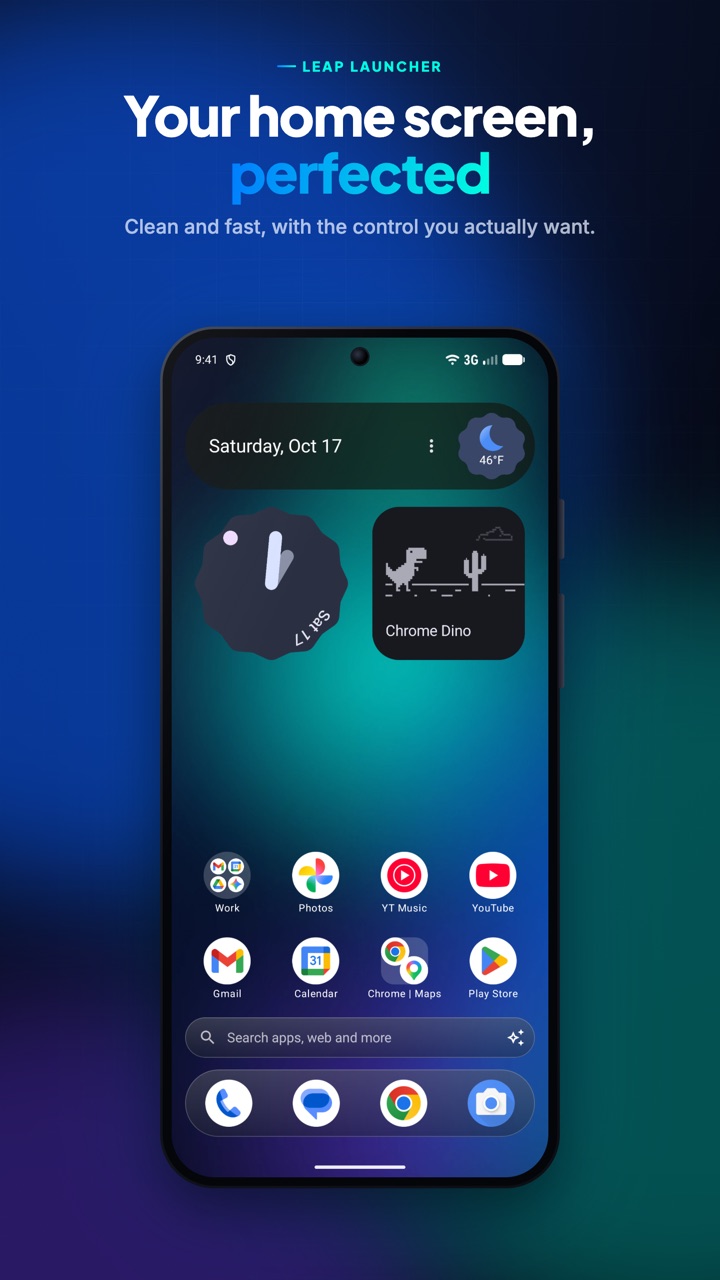 LEAP LAUNCHER
Your home screen,
perfected
Clean and fast, with the control you actually want.
9:41
3G
Saturday, Oct 17
46°F
Sat 17
Chrome Dino
Work
Photos
YT Music
YouTube
31
Gmail
Calendar
Chrome | Maps
Play Store
Search apps, web and more